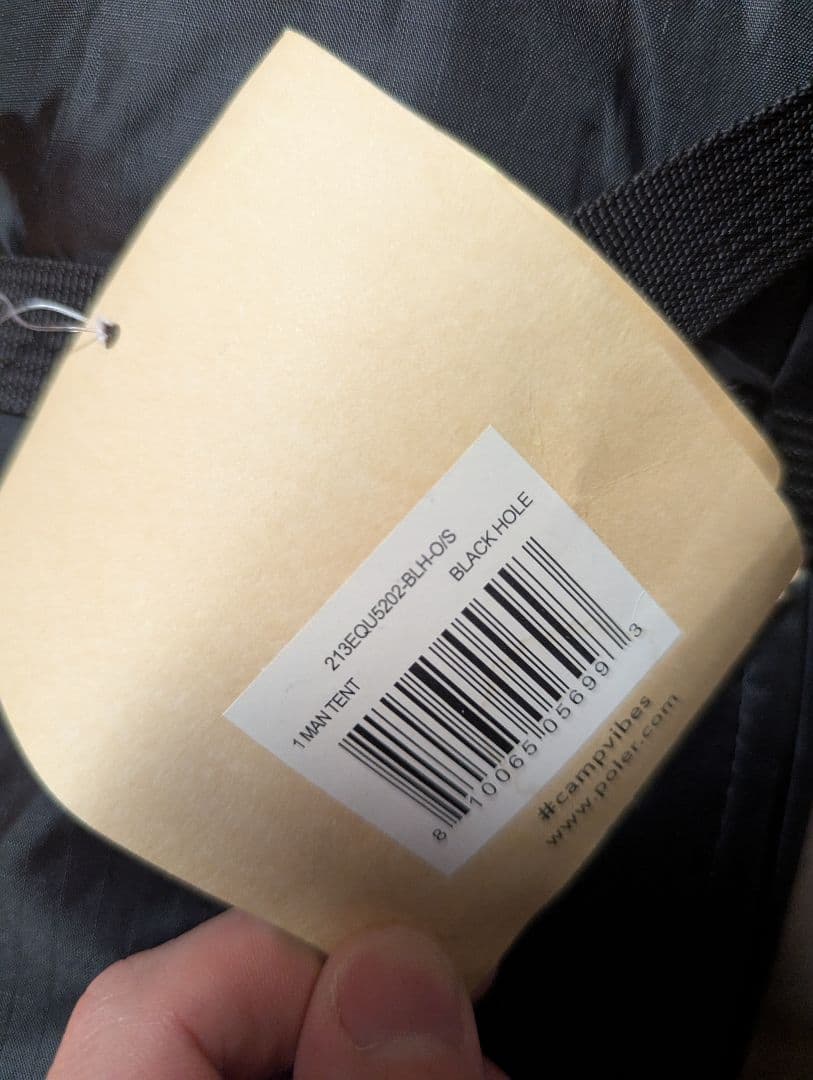 213EQU5202-BLH-O/S
1 MAN TENT BLACK HOLE
8 10065 05699 3
#campvibes
www.poler.com